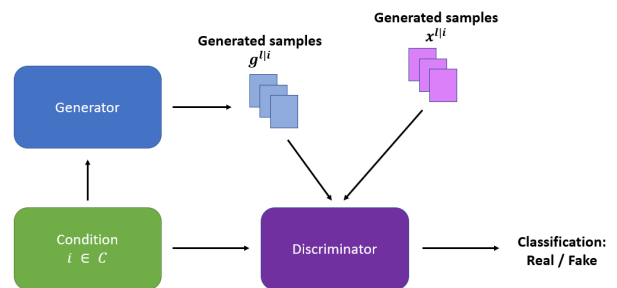 Generated samples
x^{l|i}
Generated samples
g^{l|i}
Generator
Condition
i ∈ C
Discriminator
Classification:
Real / Fake